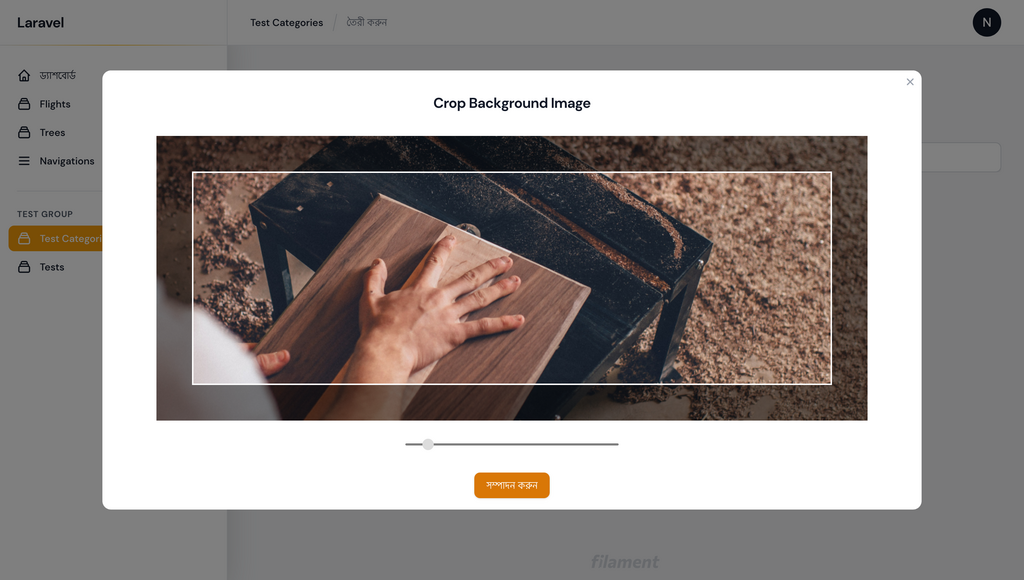 Laravel
Test Categories / তৈরী করুন
N
ড্যাশবোর্ড
Flights
Trees
Navigations
TEST GROUP
Test Categori
Tests
Crop Background Image
সম্পাদন করুন
filament